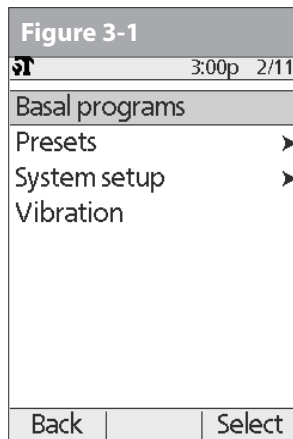 Figure 3-1
3:00p 2/11
Basal programs
Presets
System setup
Vibration
Back Select